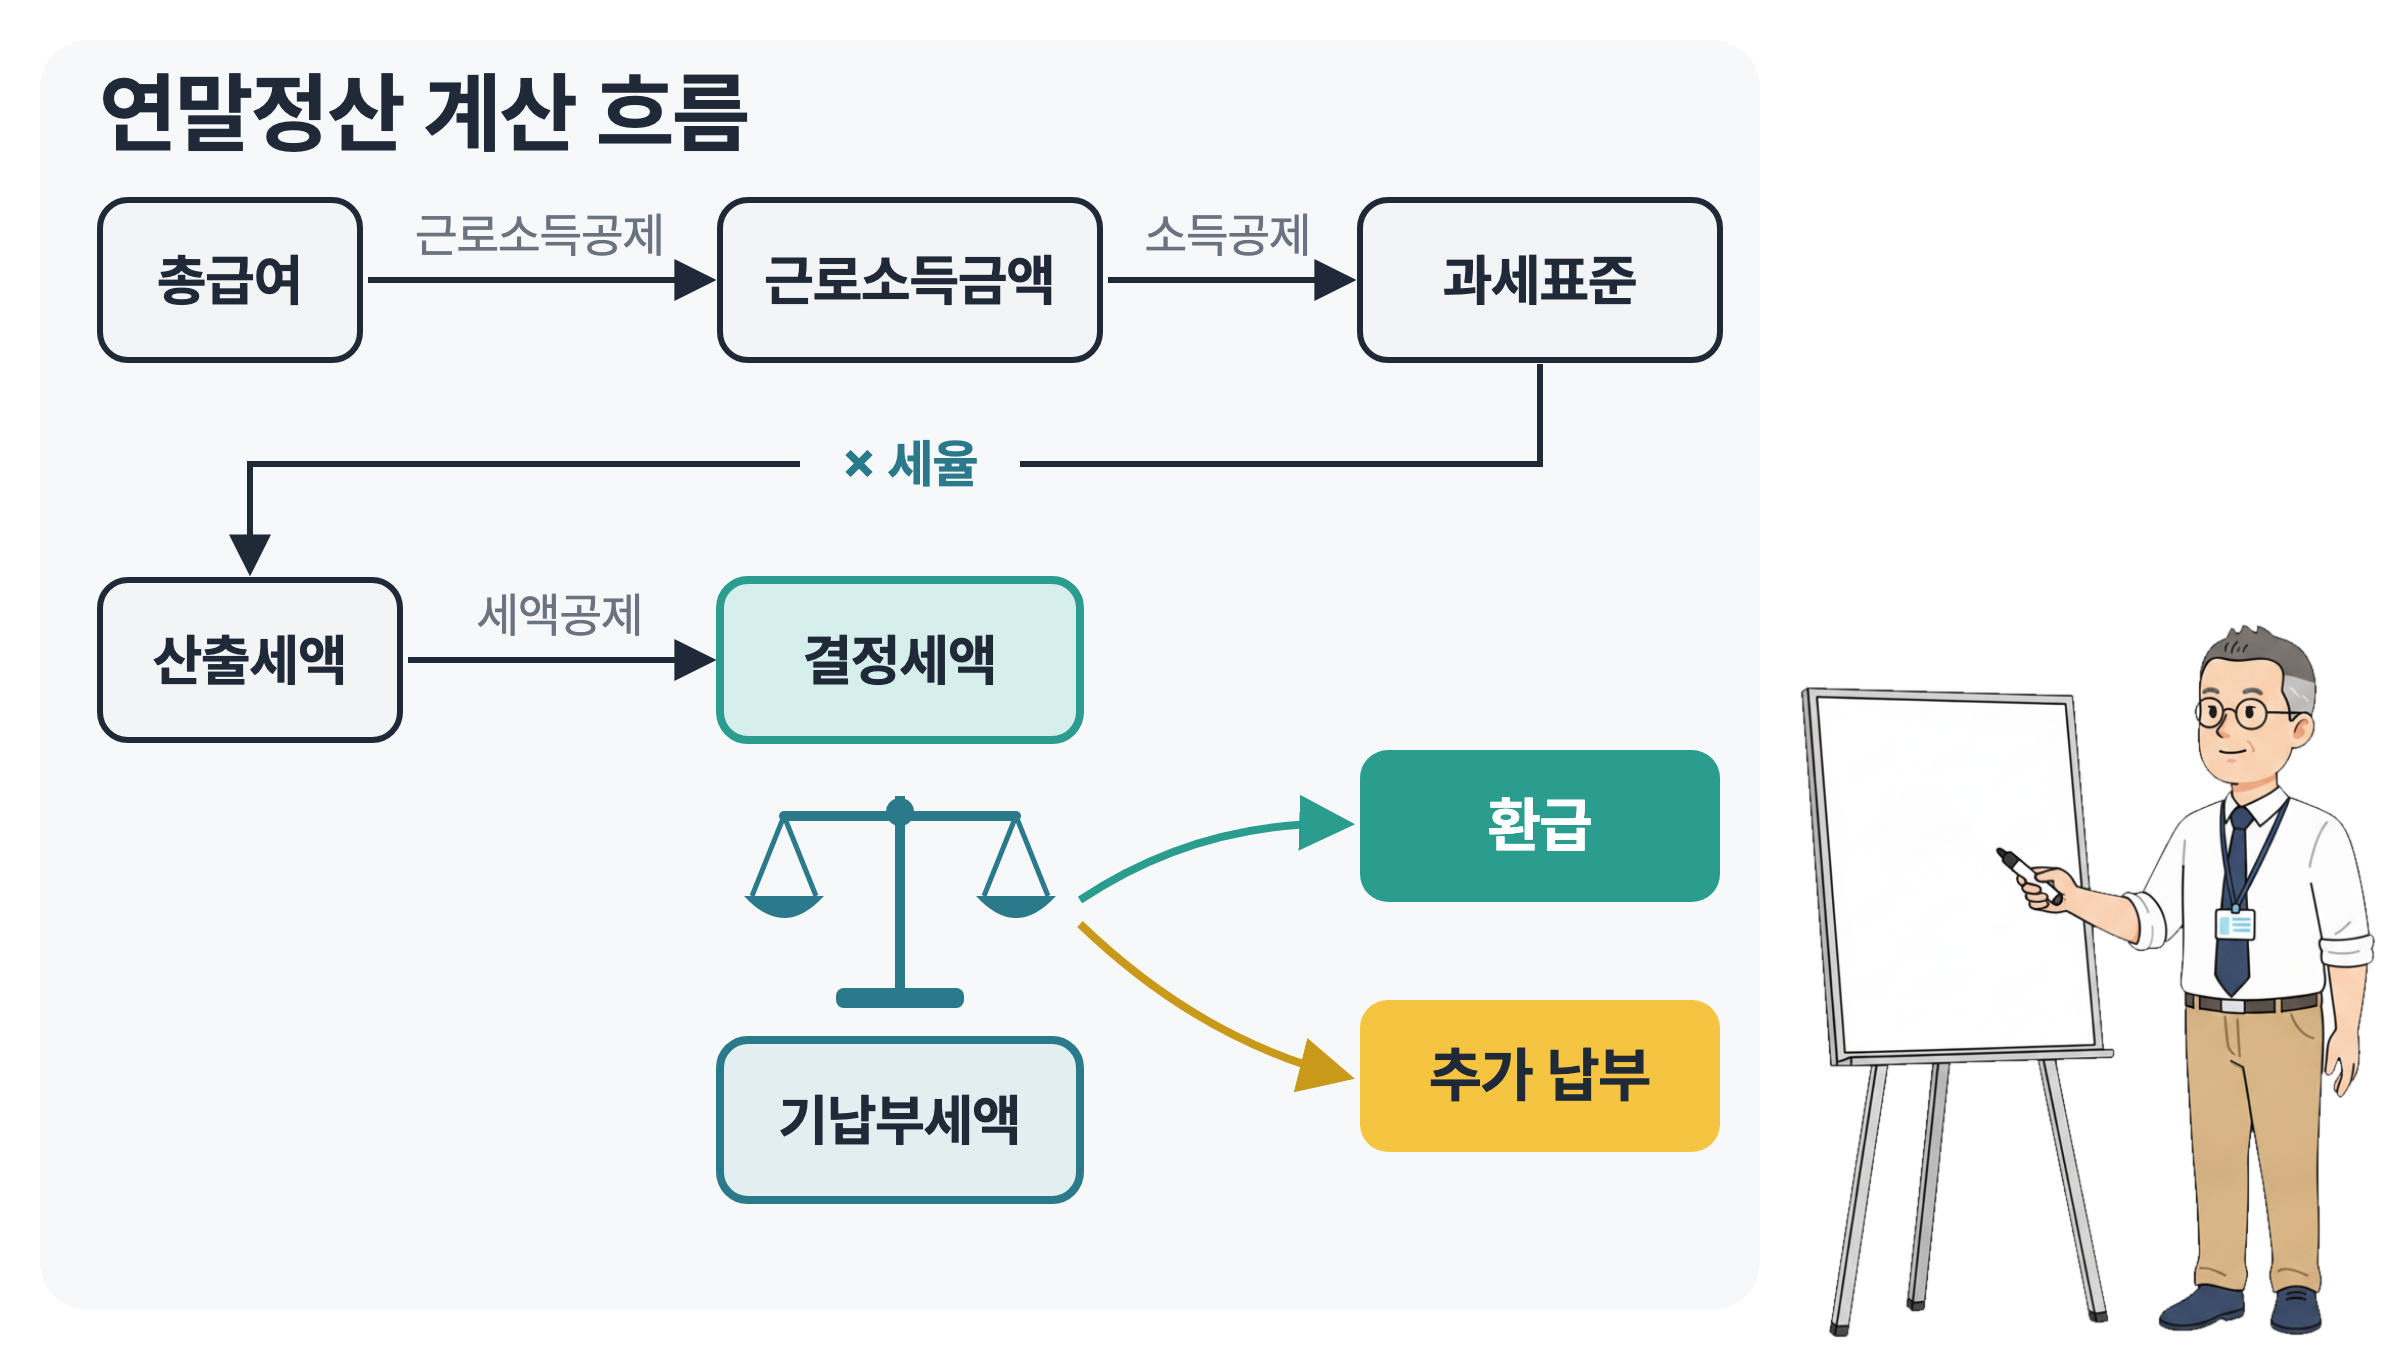 연말정산 계산 흐름
총급여
근로소득공제
근로소득금액
소득공제
과세표준
× 세율
산출세액
세액공제
결정세액
환급
추가 납부
기납부세액